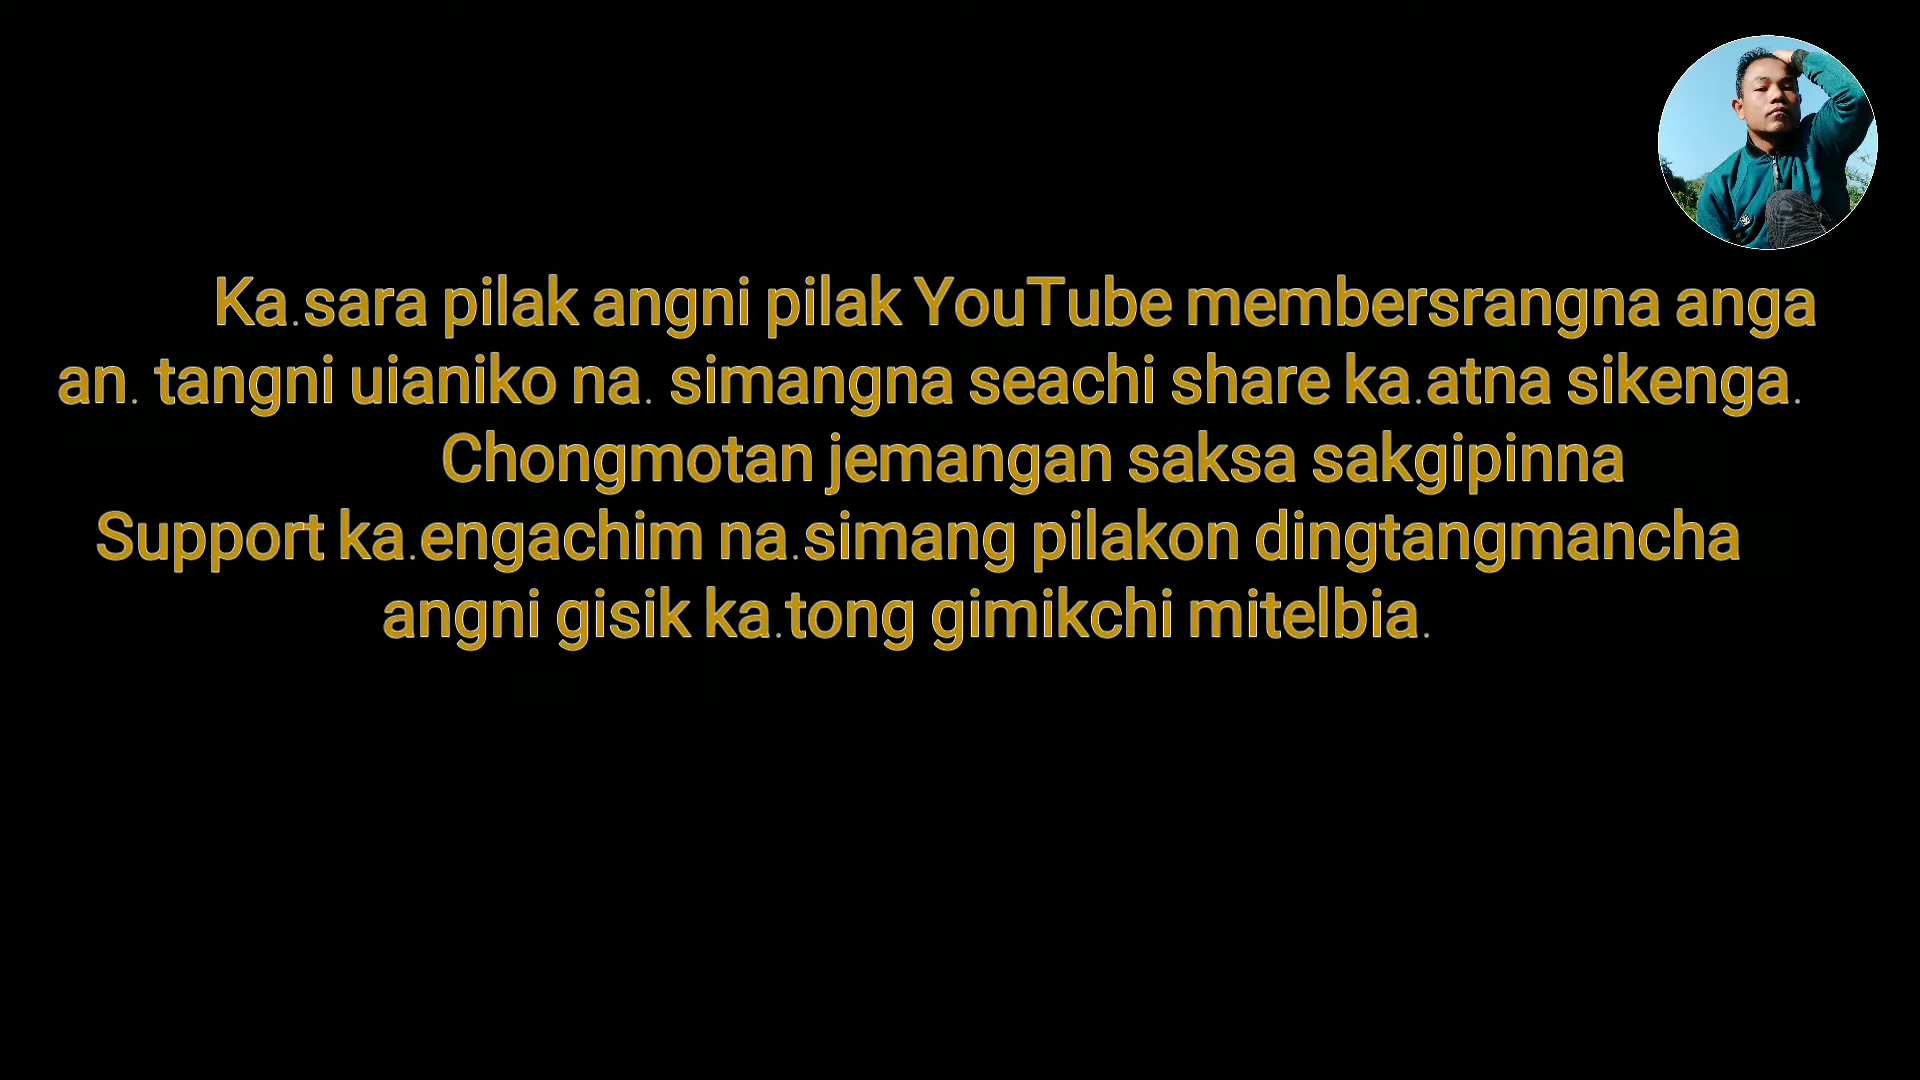 Ka.sara pilak angni pilak YouTube membersrangna anga
an. tangni uianiko na. simangna seachi share ka.atna sikenga.
Chongmotan jemangan saksa sakgipinna
Support ka.engachim na.simang pilakon dingtangmancha
angni gisik ka.tong gimikchi mitelbia.